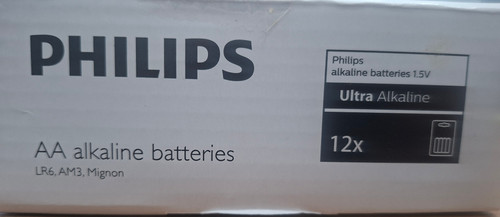 PHILIPS
Philips
alkaline batteries 1.5V
Ultra Alkaline
12x
AA alkaline batteries
LR6, AM3, Mignon